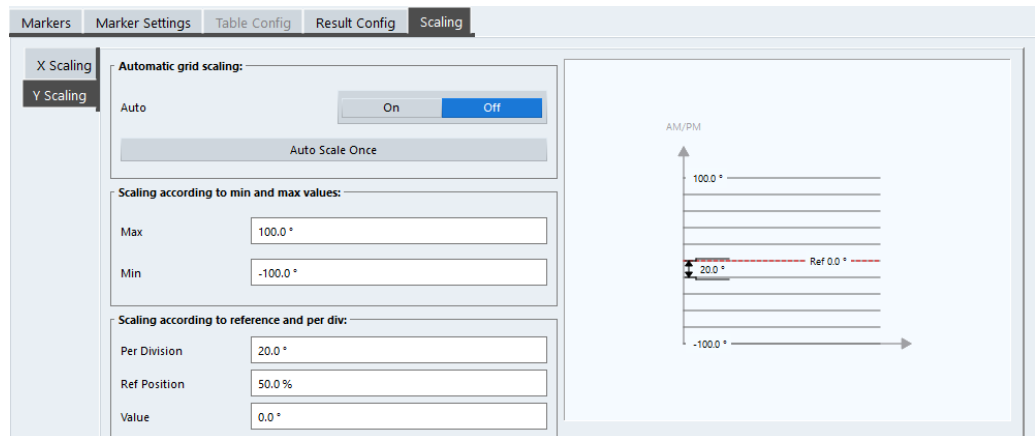 Markers Marker Settings Table Config Result Config Scaling
X Scaling
Y Scaling
Automatic grid scaling:
Auto On Off
Auto Scale Once
Scaling according to min and max values:
Max 100.0 °
Min -100.0 °
Scaling according to reference and per div:
Per Division 20.0 °
Ref Position 50.0 %
Value 0.0 °
AM/PM
100.0 °
Ref 0.0 °
20.0 °
-100.0 °